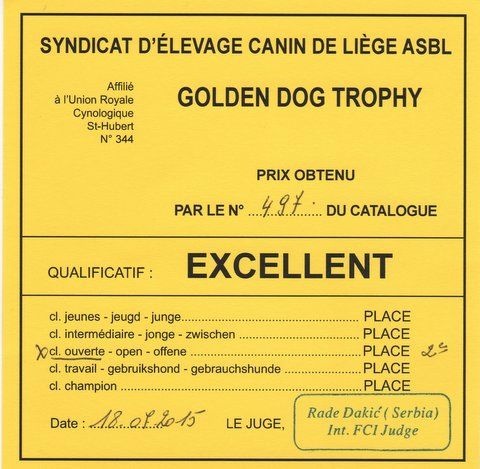 SYNDICAT D'ÉLEVAGE CANIN DE LIÈGE ASBL
Affilié
à l'Union Royale
Cynologique
St-Hubert
N° 344
GOLDEN DOG TROPHY
PRIX OBTENU
PAR LE N° 497. DU CATALOGUE
QUALIFICATIF : EXCELLENT
cl. jeunes - jeugd - junge PLACE
cl. intermédiaire - jonge - zwischen PLACE
X cl. ouverte - open - offene PLACE 2e
cl. travail - gebruikshond - gebrauchshunde PLACE
cl. champion PLACE
Date : 18.07.2015 LE JUGE,
Rade Dakić ( Serbia)
Int. FCI Judge